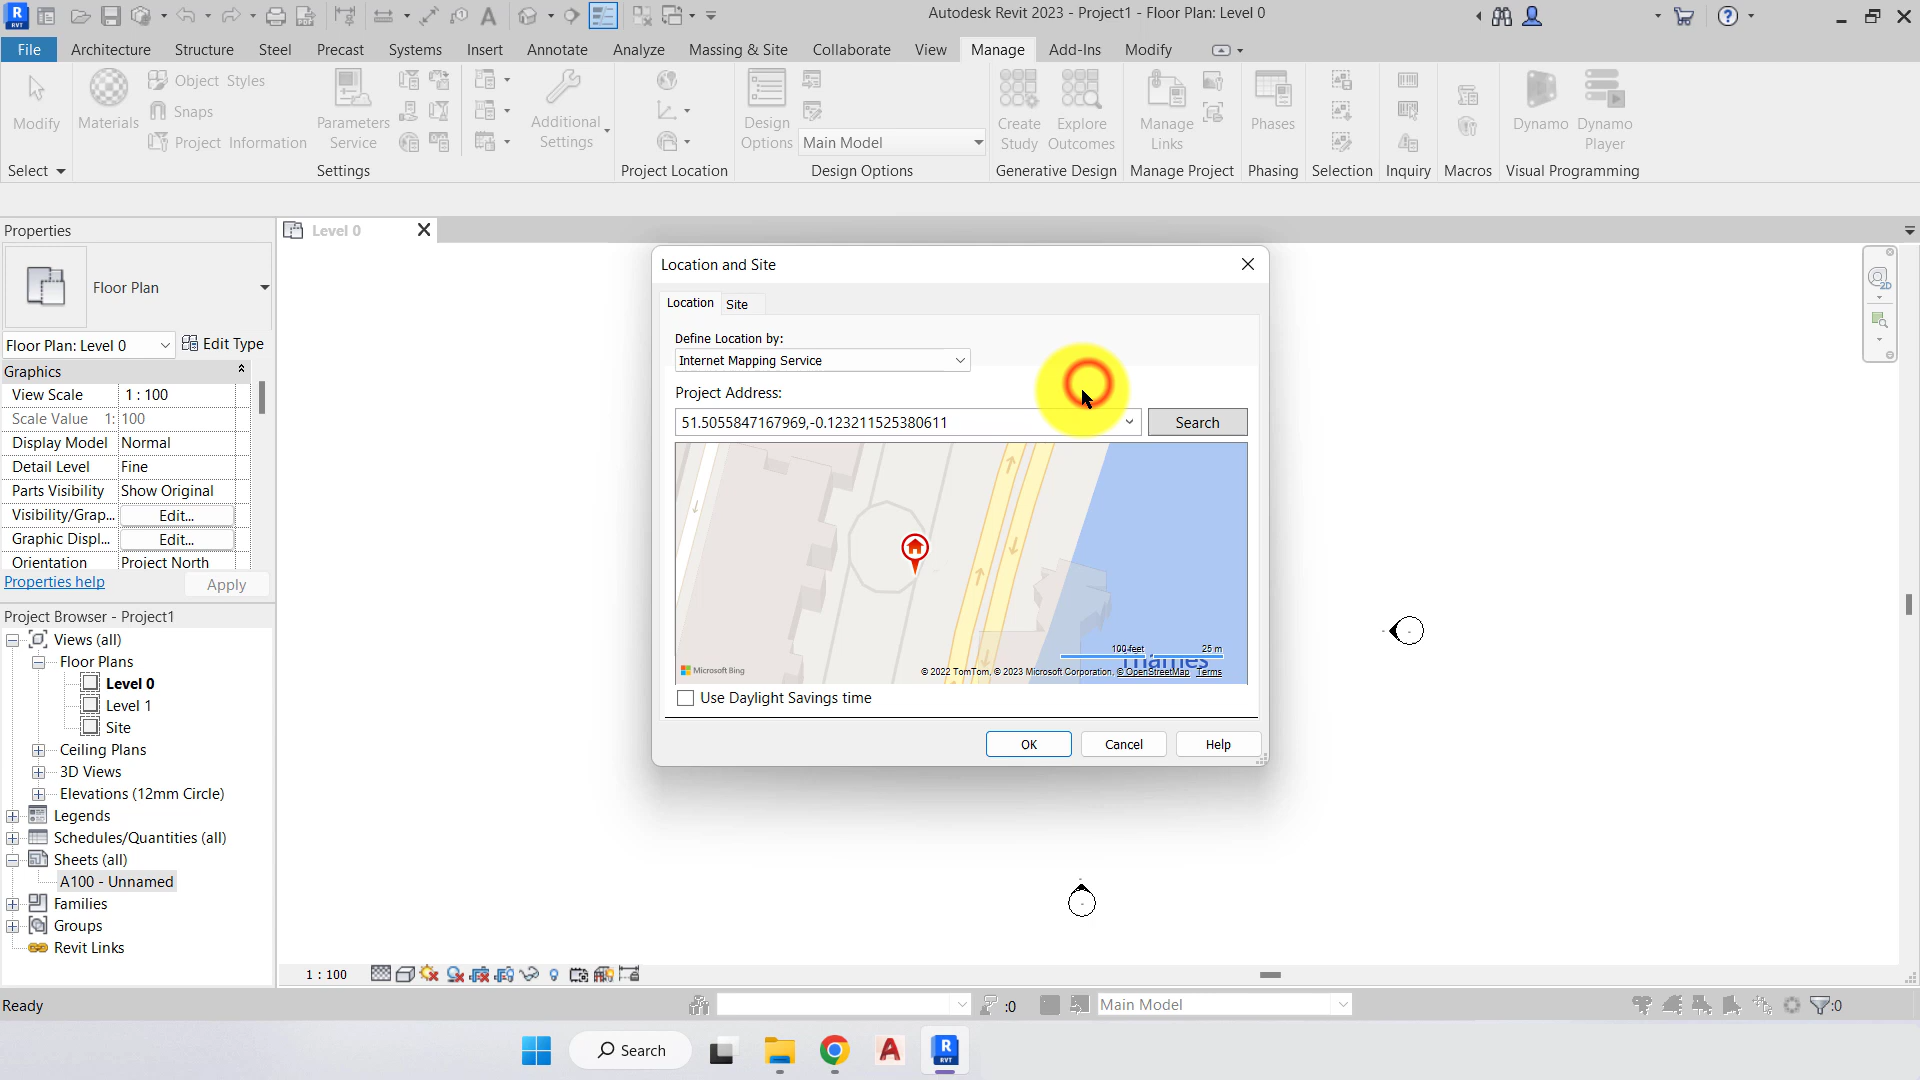 Autodesk Revit 2023 - Project1 - Floor Plan: Level 0
File Architecture Structure Steel Precast Systems Insert Annotate Analyze Massing & Site Collaborate View Manage Add-Ins Modify
Modify
Materials
Object Styles
Snaps
Project Information
Parameters Service
Additional Settings
Design Options
Main Model
Create Study
Explore Outcomes
Manage Links
Phases
Dynamo
Dynamo Player
Select Settings Project Location Design Options Generative Design Manage Project Phasing Selection Inquiry Macros Visual Programming
Properties
Level 0
Floor Plan
Floor Plan: Level 0
Edit Type
Graphics
View Scale 1 : 100
Scale Value 1: 100
Display Model Normal
Detail Level Fine
Parts Visibility Show Original
Visibility/Grap... Edit...
Graphic Displ... Edit...
Orientation Project North
Properties help
Apply
Project Browser - Project1
Views (all)
Floor Plans
Level 0
Level 1
Site
Ceiling Plans
3D Views
Elevations (12mm Circle)
Legends
Schedules/Quantities (all)
Sheets (all)
A100 - Unnamed
Families
Groups
Revit Links
Location and Site
Location Site
Define Location by:
Internet Mapping Service
Project Address:
51.5055847167969,-0.123211525380611
Search
100 feet 25 m
Thames
Microsoft Bing
© 2022 TomTom, © 2023 Microsoft Corporation, © OpenStreetMap Terms
Use Daylight Savings time
OK Cancel Help
2D
1 : 100
Ready
:0
Main Model
:0
Search
R
RVT